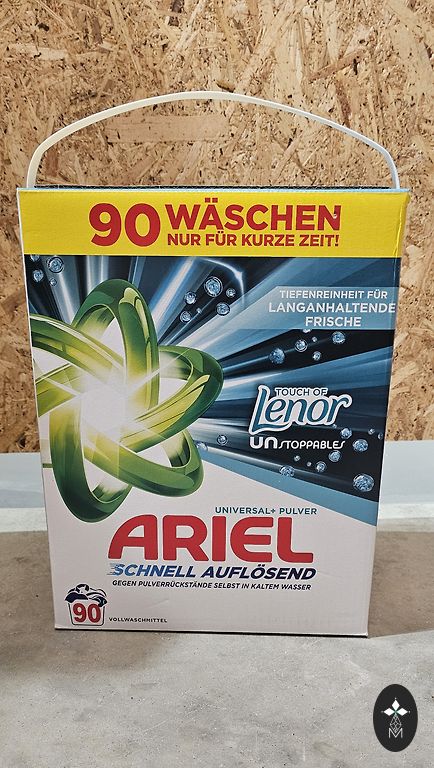 90 WÄSCHEN
NUR FÜR KURZE ZEIT!
TIEFENREINHEIT FÜR
LANGANHALTENDE
FRISCHE
TOUCH OF
Lenor
UNSTOPPABLES
UNIVERSAL+ PULVER
ARIEL
SCHNELL AUFLÖSEND
GEGEN PULVERRÜCKSTÄNDE SELBST IN KALTEM WASSER
90
VOLLWASCHMITTEL
M